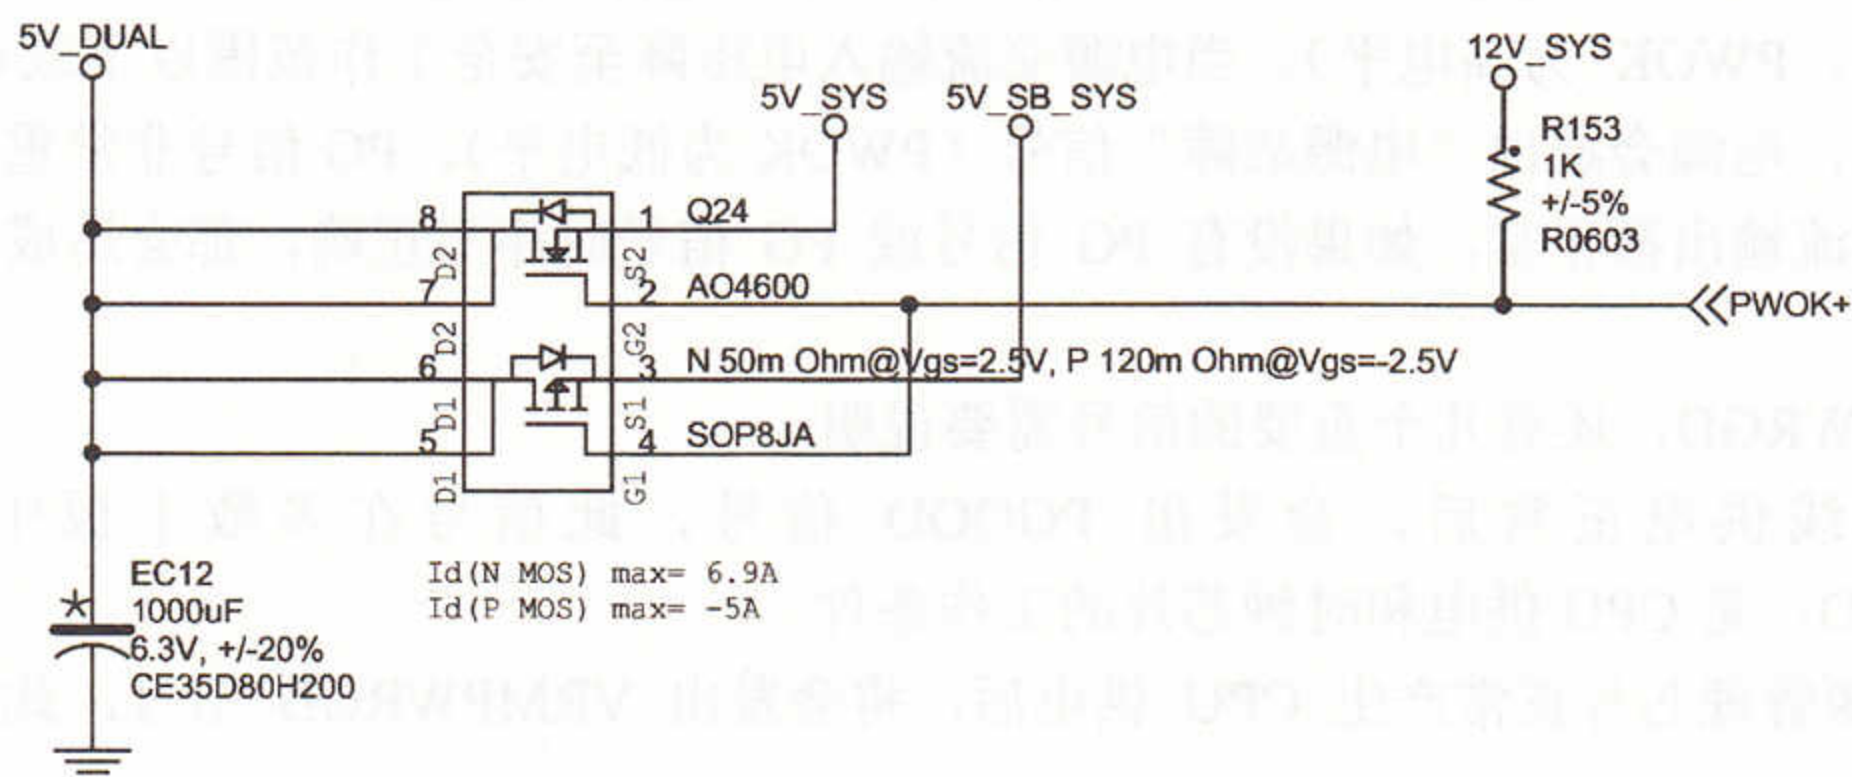 5V_DUAL
12V_SYS
5V_SYS
5V_SB_SYS
R153
1K
+/-5%
R0603
8
1
Q24
D2
S2
7
2
AO4600
PWOK+
D2
G2
6
3
N 50m Ohm@Vgs=2.5V, P 120m Ohm@Vgs=-2.5V
D1
S1
5
4
SOP8JA
D1
G1
EC12
1000uF
6.3V, +/-20%
CE35D80H200
Id(N MOS) max= 6.9A
Id(P MOS) max= -5A